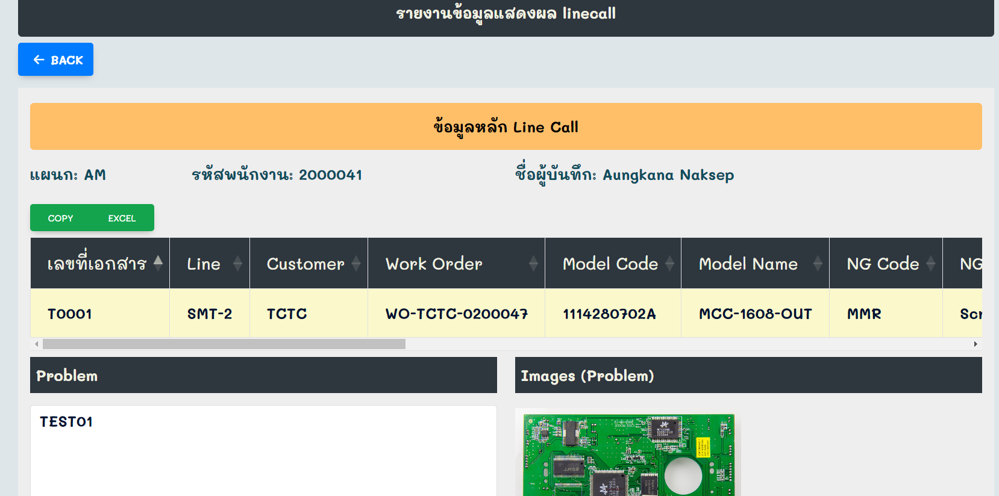 รายงานข้อมูลแสดงผล linecall
← BACK
ข้อมูลหลัก Line Call
แผนก: AM รหัสพนักงาน: 2000041 ชื่อผู้บันทึก: Aungkana Naksep
COPY EXCEL
เลขที่เอกสาร Line Customer Work Order Model Code Model Name NG Code NG
T0001 SMT-2 TCTC WO-TCTC-0200047 1114280702A MCC-1608-OUT MMR Scr
Problem Images (Problem)
TEST01
ESMT